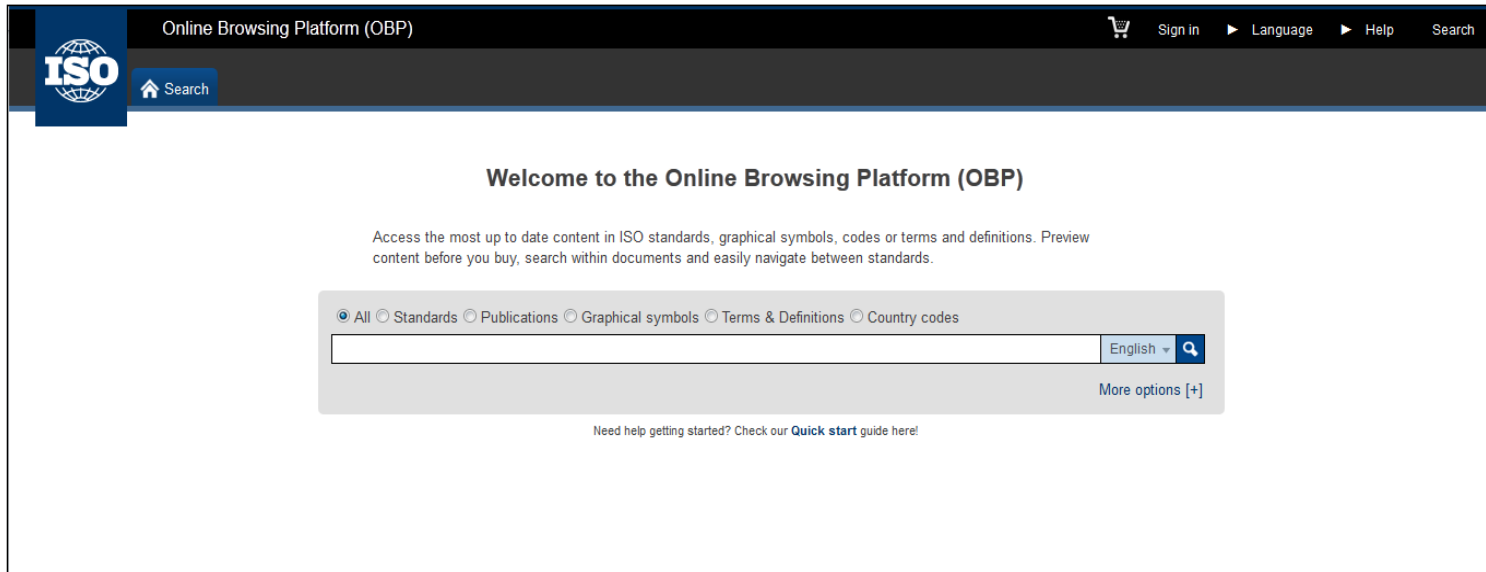 Online Browsing Platform (OBP)
Sign in
Language
Help
Search
ISO
Search
Welcome to the Online Browsing Platform (OBP)
Access the most up to date content in ISO standards, graphical symbols, codes or terms and definitions. Preview
content before you buy, search within documents and easily navigate between standards.
All Standards Publications Graphical symbols Terms & Definitions Country codes
English
More options [+]
Need help getting started? Check our Quick start guide here!